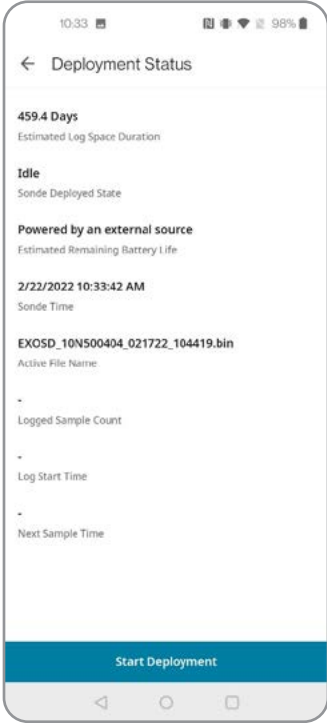 10:33 98%
Deployment Status
459.4 Days
Estimated Log Space Duration
Idle
Sonde Deployed State
Powered by an external source
Estimated Remaining Battery Life
2/22/2022 10:33:42 AM
Sonde Time
EXOSD_10N500404_021722_104419.bin
Active File Name
-
Logged Sample Count
-
Log Start Time
-
Next Sample Time
Start Deployment